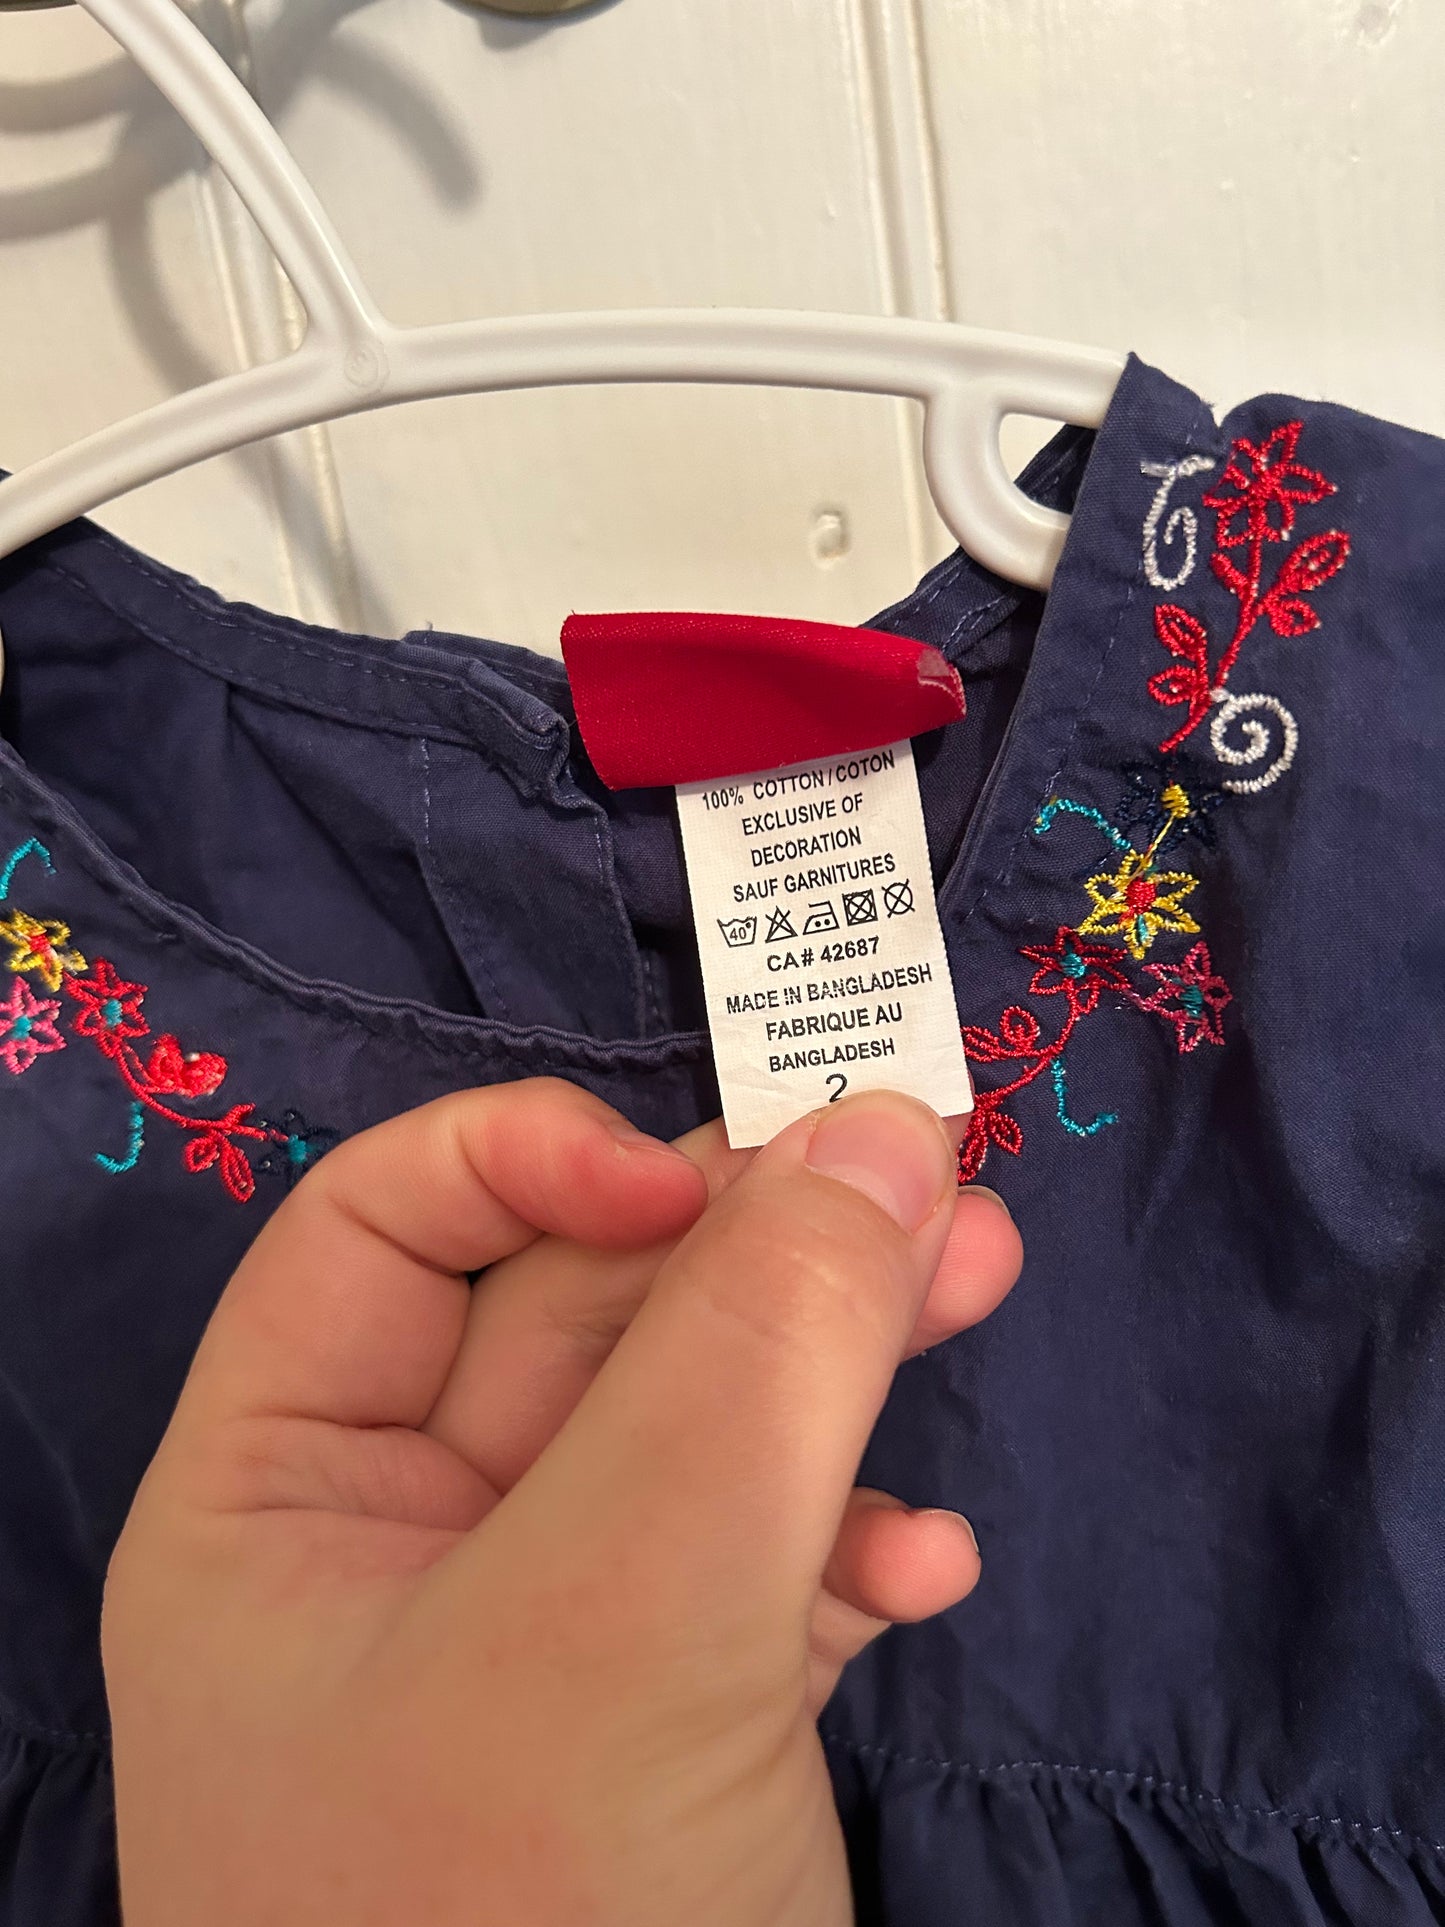 100% COTTON/COTON
EXCLUSIVE OF
DECORATION
SAUF GARNITURES
40°
CA# 42687
MADE IN BANGLADESH
FABRIQUE AU
BANGLADESH
2